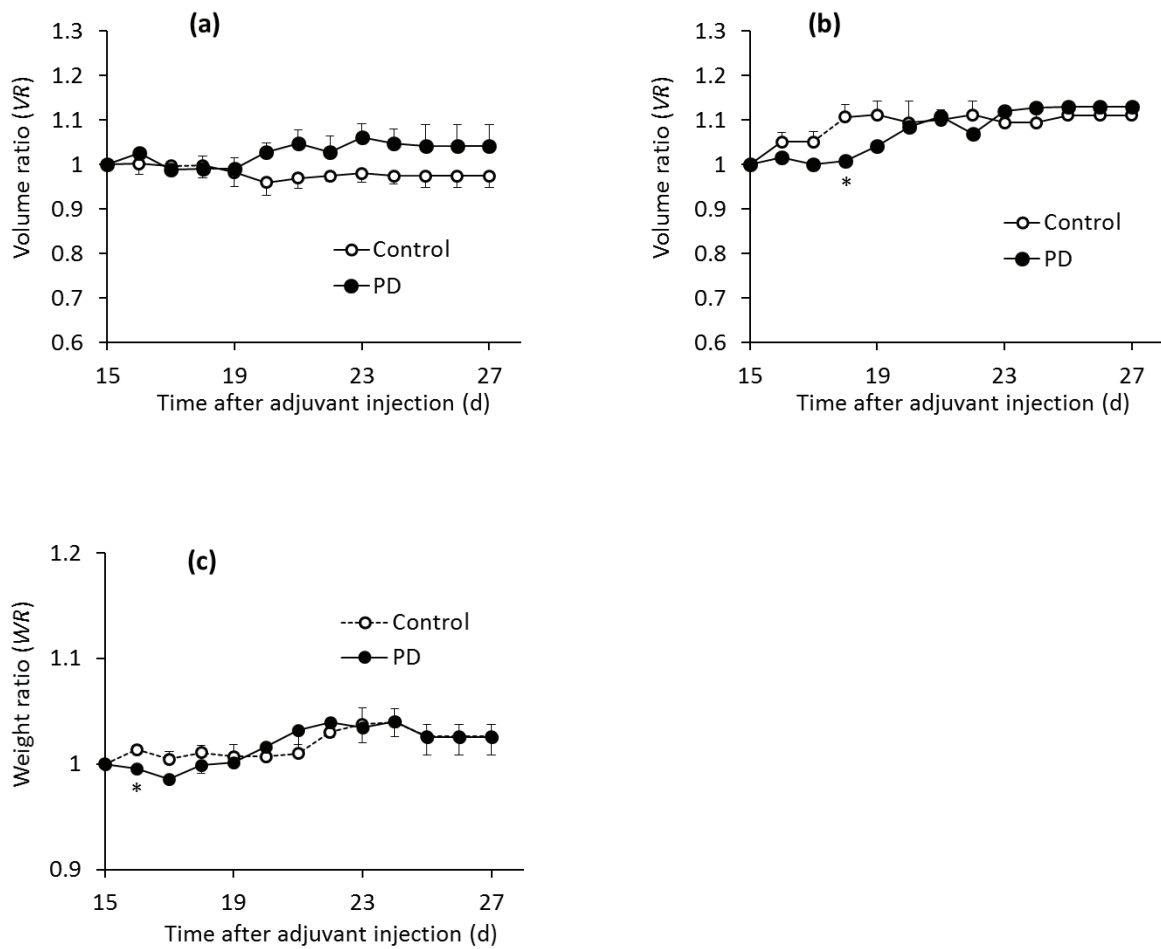 (a)
1.3
1.2
1.1
1
0.9
0.8
0.7
0.6
Volume ratio (VR)
Control
PD
15 19 23 27
Time after adjuvant injection (d)
(b)
1.3
1.2
1.1
1
0.9
0.8
0.7
0.6
Volume ratio (VR)
*
Control
PD
15 19 23 27
Time after adjuvant injection (d)
(c)
1.2
1.1
1
0.9
Weight ratio (WR)
Control
PD
*
15 19 23 27
Time after adjuvant injection (d)